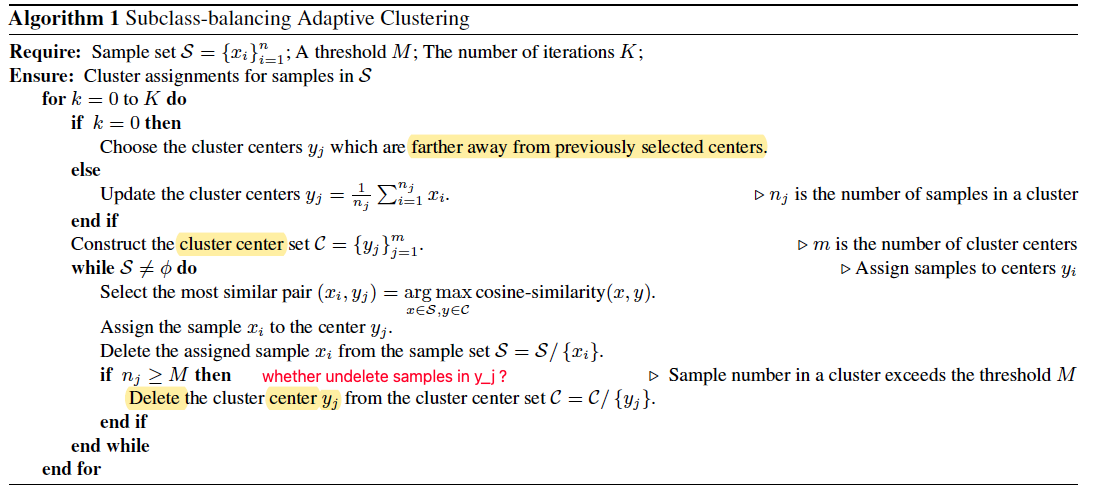 Algorithm 1 Subclass-balancing Adaptive Clustering
Require: Sample set $\mathcal{S} = \{x_i\}_{i=1}^{n}$; A threshold $M$; The number of iterations $K$;
Ensure: Cluster assignments for samples in $\mathcal{S}$
for $k = 0$ to $K$ do
if $k = 0$ then
Choose the cluster centers $y_j$ which are farther away from previously selected centers.
else
Update the cluster centers $y_j = \frac{1}{n_j} \sum_{i=1}^{n_j} x_i$. ▷ $n_j$ is the number of samples in a cluster
end if
Construct the cluster center set $\mathcal{C} = \{y_j\}_{j=1}^{m}$. ▷ $m$ is the number of cluster centers
while $\mathcal{S} \neq \phi$ do ▷ Assign samples to centers $y_i$
Select the most similar pair $(x_i, y_j) = \underset{x \in \mathcal{S}, y \in \mathcal{C}}{\arg\max}$ cosine-similarity$(x, y)$.
Assign the sample $x_i$ to the center $y_j$.
Delete the assigned sample $x_i$ from the sample set $\mathcal{S} = \mathcal{S} / \{x_i\}$.
if $n_j \geq M$ then whether undelete samples in y_j ? ▷ Sample number in a cluster exceeds the threshold $M$
Delete the cluster center $y_j$ from the cluster center set $\mathcal{C} = \mathcal{C} / \{y_j\}$.
end if
end while
end for